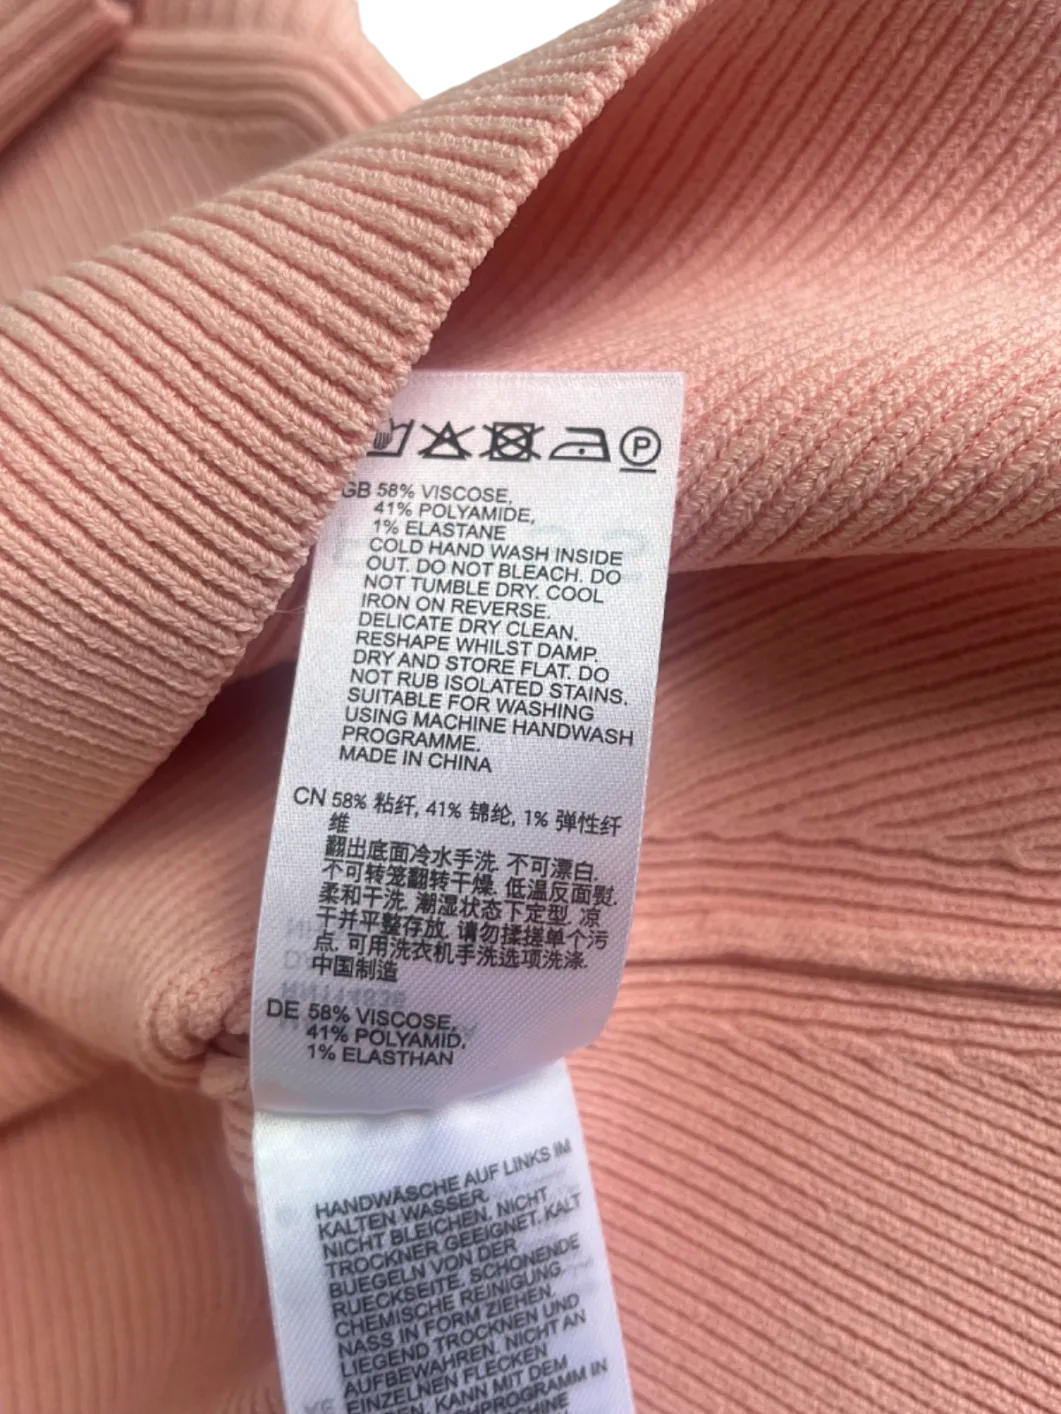 P
GB 58% VISCOSE,
41% POLYAMIDE,
1% ELASTANE
COLD HAND WASH INSIDE
OUT. DO NOT BLEACH. DO
NOT TUMBLE DRY. COOL
IRON ON REVERSE.
DELICATE DRY CLEAN.
RESHAPE WHILST DAMP.
DRY AND STORE FLAT. DO
NOT RUB ISOLATED STAINS.
SUITABLE FOR WASHING
USING MACHINE HANDWASH
PROGRAMME.
MADE IN CHINA
CN 58% 粘纤, 41% 锦纶, 1% 弹性纤
维
翻出底面冷水手洗. 不可漂白.
不可转笼翻转干燥. 低温反面熨.
柔和干洗. 潮湿状态下定型. 凉
干并平整存放. 请勿揉搓单个污
点. 可用洗衣机手洗选项洗涤.
中国制造
DE 58% VISCOSE,
41% POLYAMID,
1% ELASTHAN
HANDWÄSCHE AUF LINKS IM
KALTEN WASSER.
NICHT BLEICHEN. NICHT
TROCKNER GEEIGNET. KALT
BUEGELN VON DER
RUECKSEITE. SCHONENDE
CHEMISCHE REINIGUNG
NASS IN FORM ZIEHEN.
LIEGEND TROCKNEN UND
AUFBEWAHREN. NICHT AN
EINZELNEN FLECKEN
KANN MIT DEM
IN